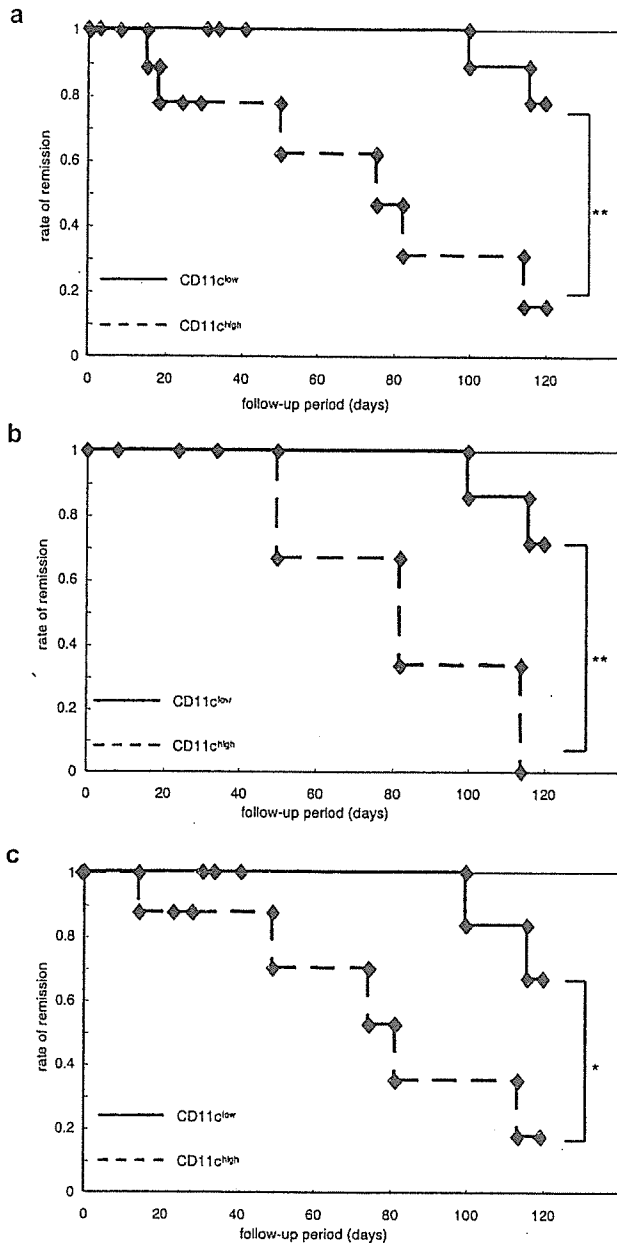 a
1
0.8
0.6
0.4
0.2
0
rate of remission
CD11clow
CD11chigh
**
0 20 40 60 80 100 120
follow-up period (days)
b
1
0.8
0.6
0.4
0.2
0
rate of remission
CD11clow
CD11chigh
**
0 20 40 60 80 100 120
follow-up period (days)
c
1
0.8
0.6
0.4
0.2
0
rate of remission
CD11clow
CD11chigh
*
0 20 40 60 80 100 120
follow-up period (days)